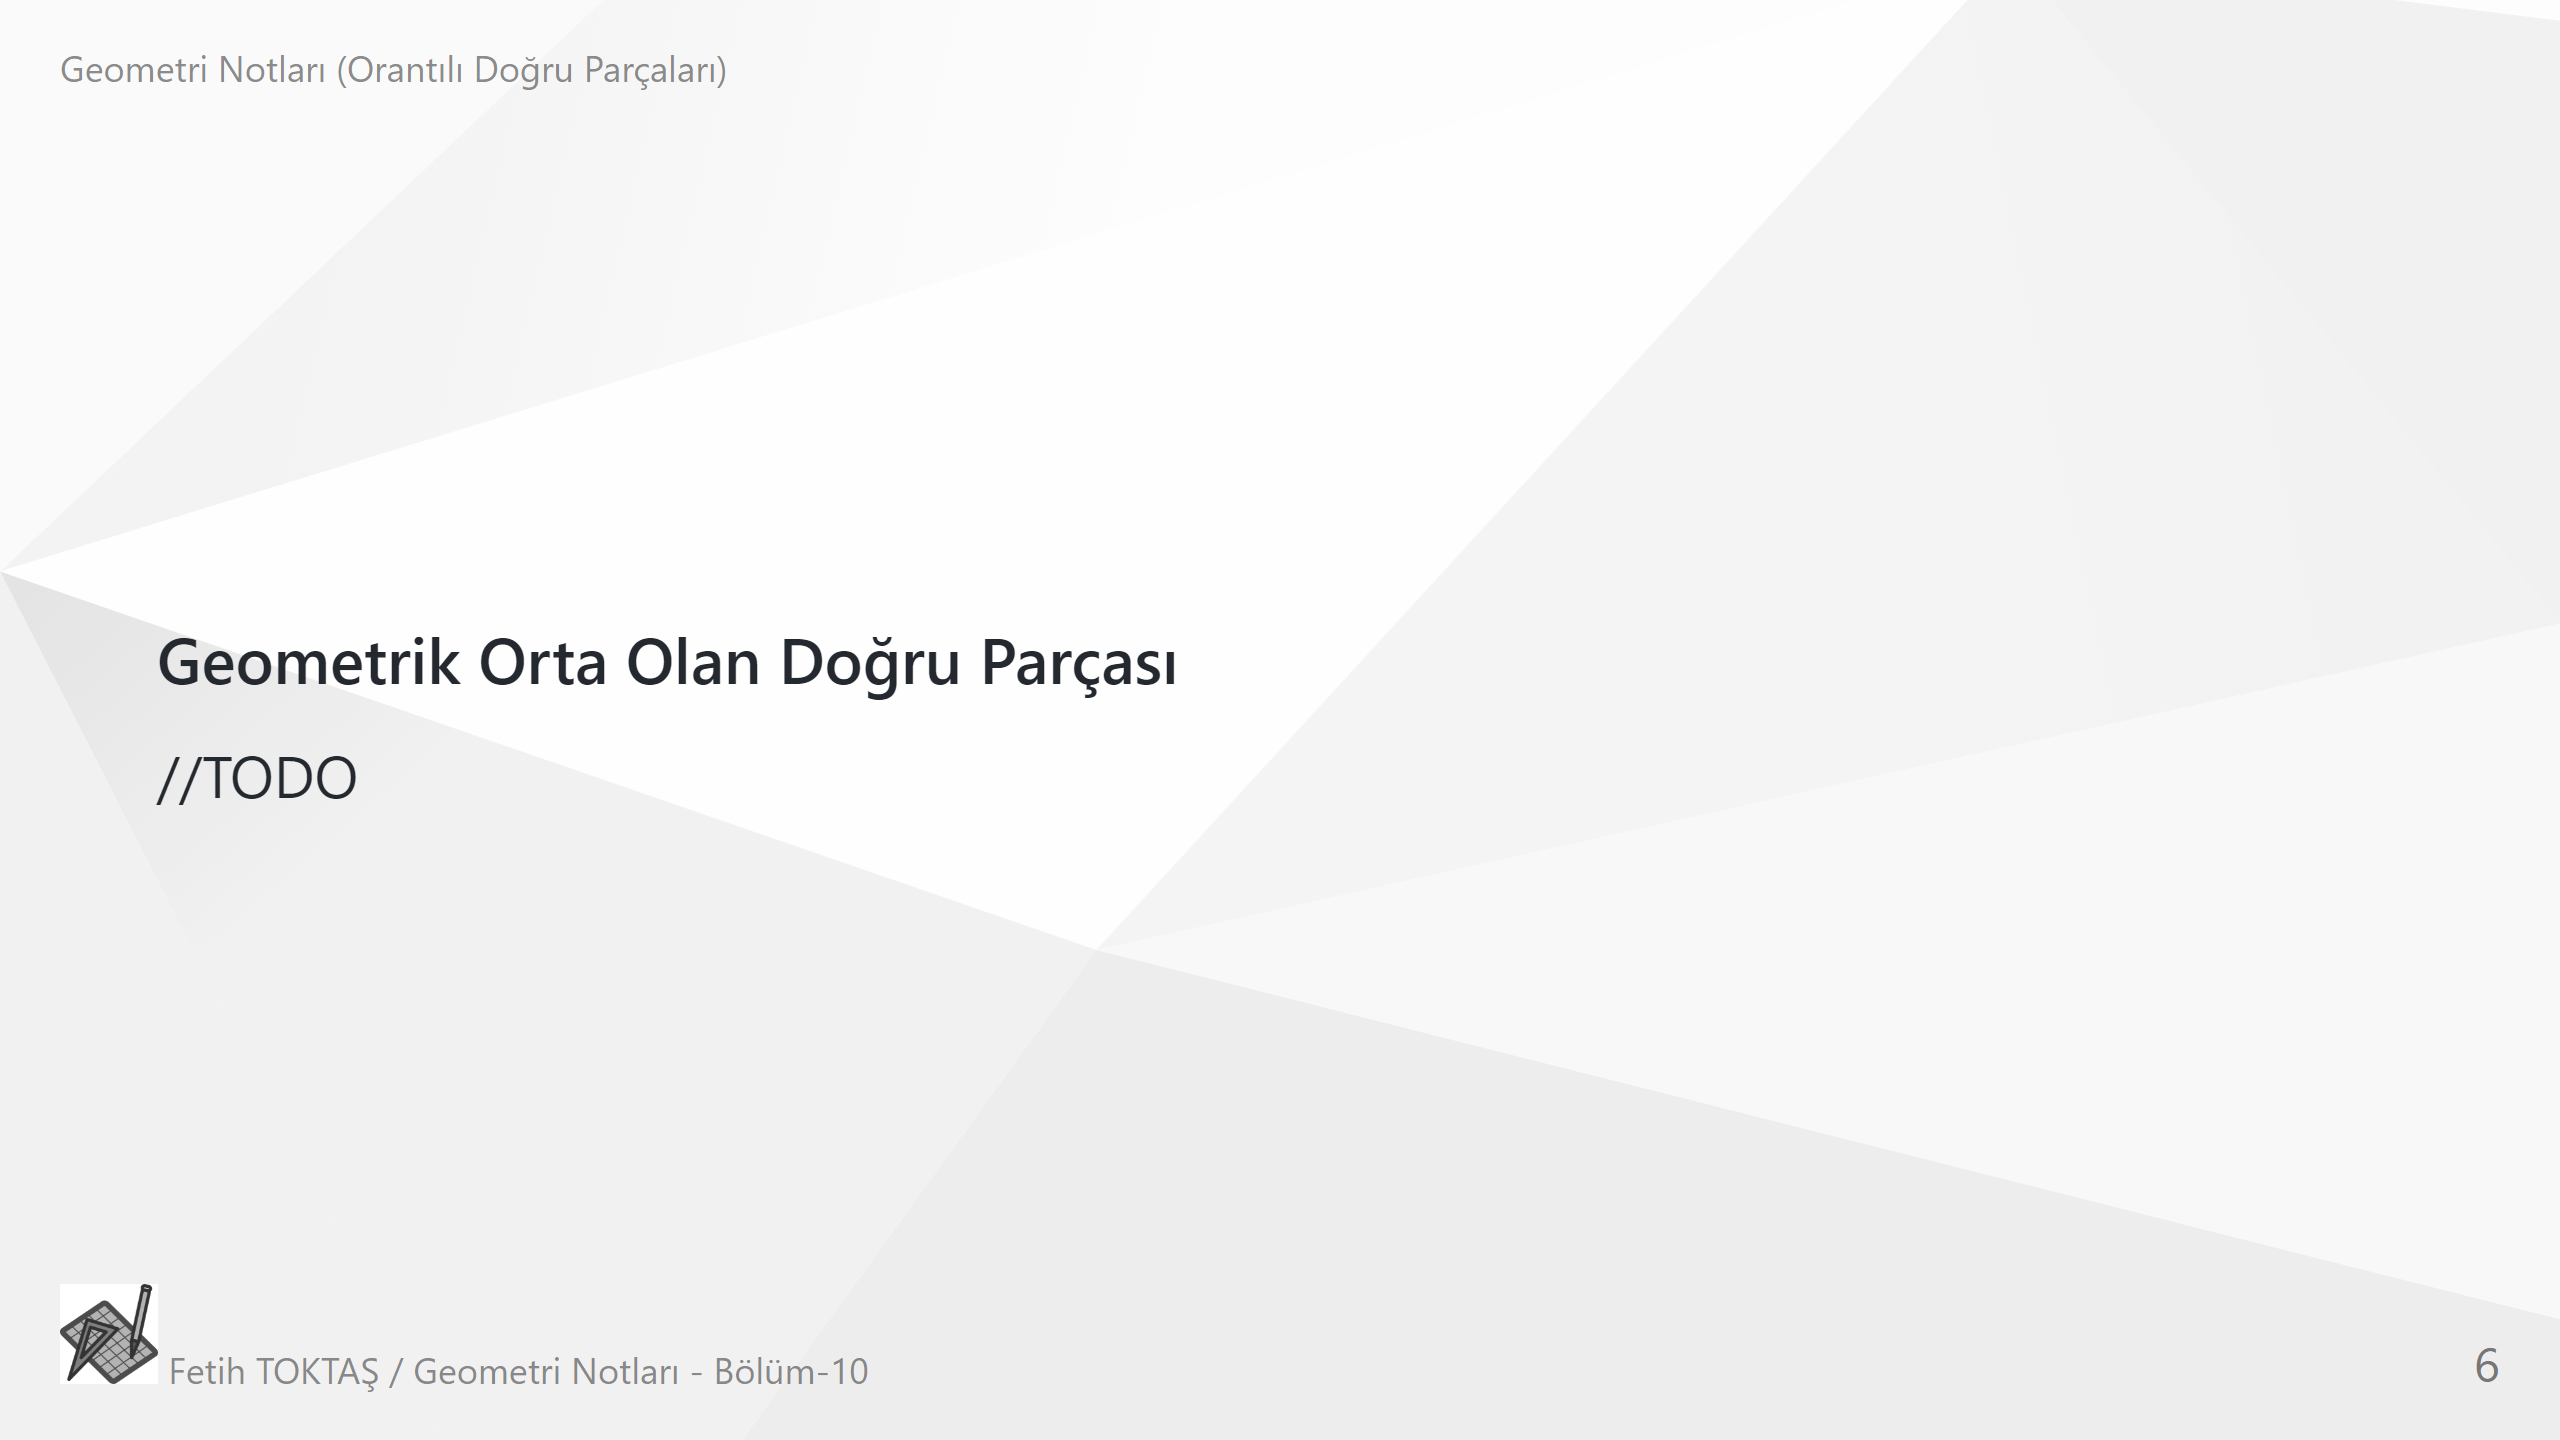 Geometri Notları (Orantılı Doğru Parçaları)
Geometrik Orta Olan Doğru Parçası
//TODO
Fetih TOKTAŞ / Geometri Notları - Bölüm-10
6